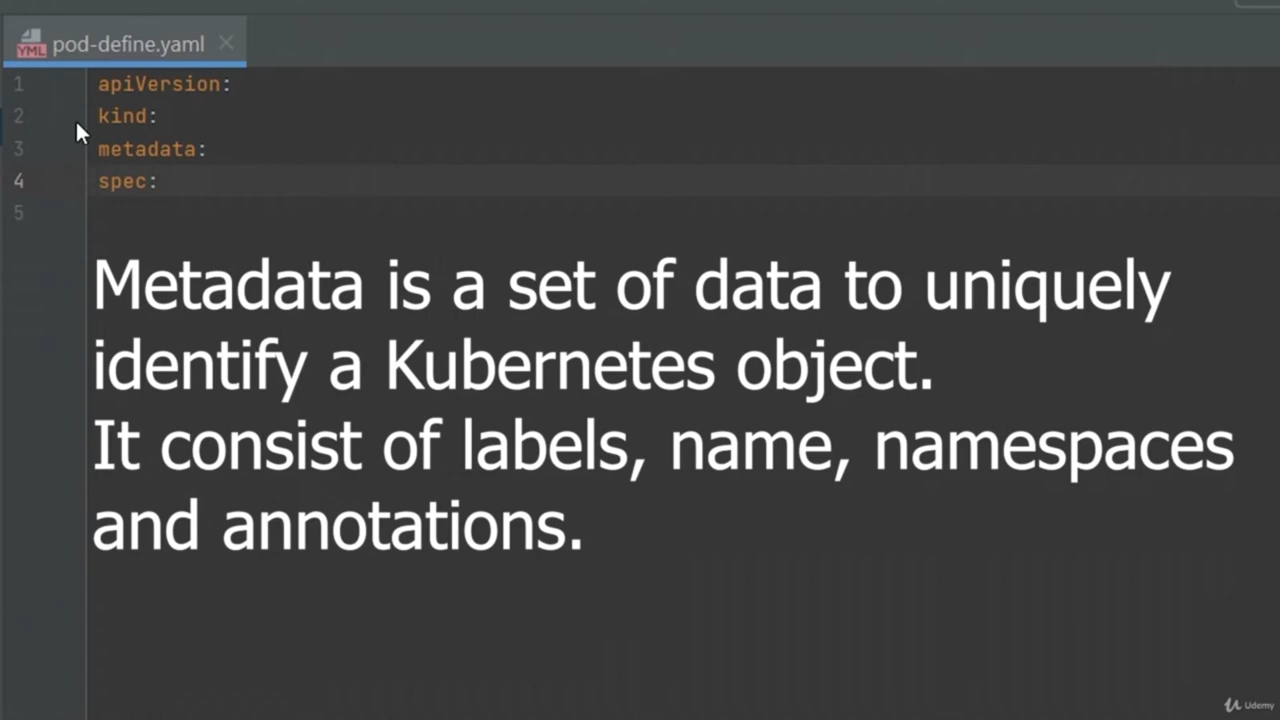 YML pod-define.yaml
1 apiVersion:
2 kind:
3 metadata:
4 spec:
5
Metadata is a set of data to uniquely
identify a Kubernetes object.
It consist of labels, name, namespaces
and annotations.
Udemy